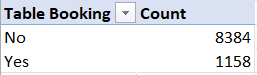 Table Booking Count
No 8384
Yes 1158